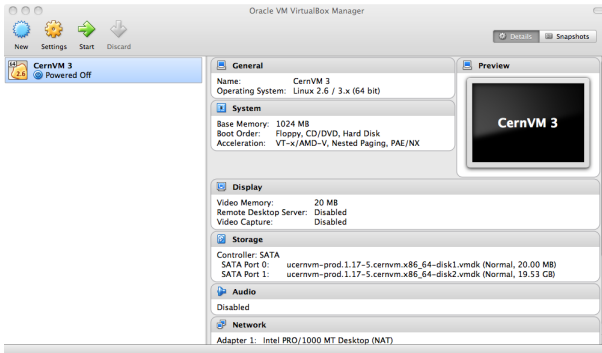 Oracle VM VirtualBox Manager
New Settings Start Discard
Details Snapshots
64
2.6
CernVM 3
Powered Off
General
Name: CernVM 3
Operating System: Linux 2.6 / 3.x (64 bit)
System
Base Memory: 1024 MB
Boot Order: Floppy, CD/DVD, Hard Disk
Acceleration: VT-x/AMD-V, Nested Paging, PAE/NX
Preview
CernVM 3
Display
Video Memory: 20 MB
Remote Desktop Server: Disabled
Video Capture: Disabled
Storage
Controller: SATA
SATA Port 0: ucernvm-prod.1.17-5.cernvm.x86_64-disk1.vmdk (Normal, 20.00 MB)
SATA Port 1: ucernvm-prod.1.17-5.cernvm.x86_64-disk2.vmdk (Normal, 19.53 GB)
Audio
Disabled
Network
Adapter 1: Intel PRO/1000 MT Desktop (NAT)